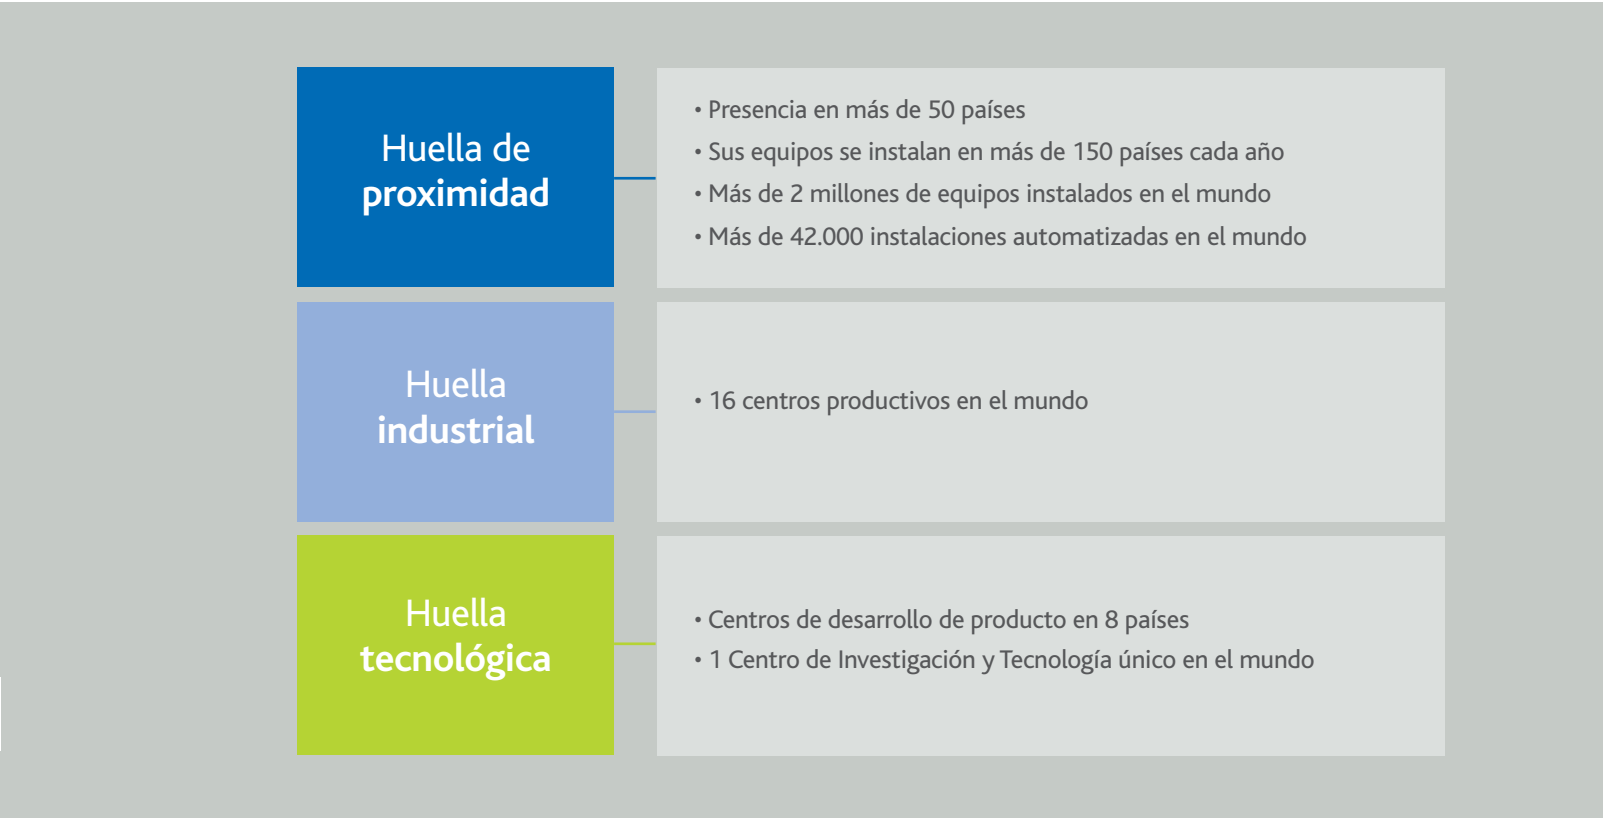 Huella de
proximidad
• Presencia en más de 50 países
• Sus equipos se instalan en más de 150 países cada año
• Más de 2 millones de equipos instalados en el mundo
• Más de 42.000 instalaciones automatizadas en el mundo
Huella
industrial
• 16 centros productivos en el mundo
Huella
tecnológica
• Centros de desarrollo de producto en 8 países
• 1 Centro de Investigación y Tecnología único en el mundo